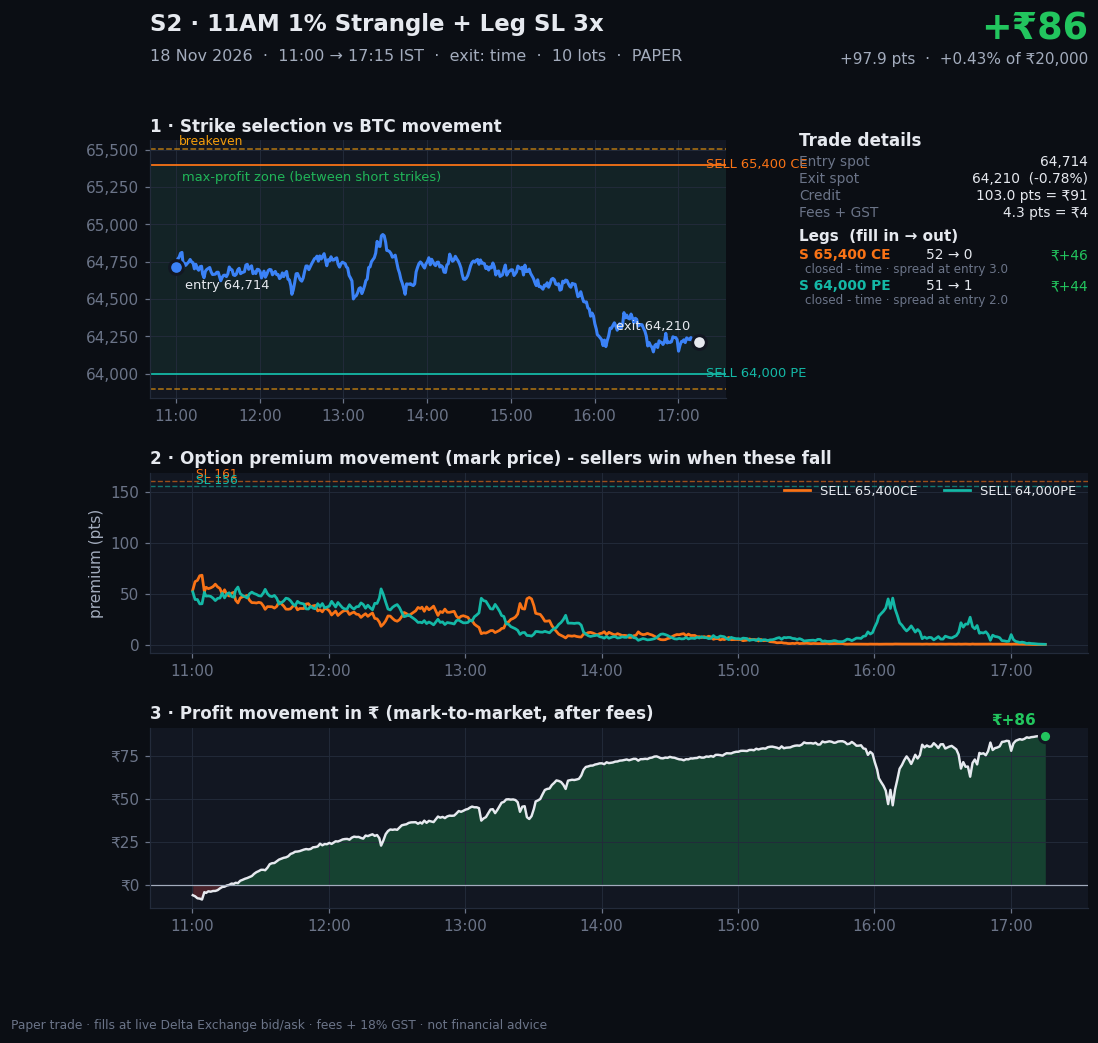 S2 · 11AM 1% Strangle + Leg SL 3x
+₹86
18 Nov 2026 · 11:00 → 17:15 IST · exit: time · 10 lots · PAPER
+97.9 pts · +0.43% of ₹20,000
1 · Strike selection vs BTC movement
breakeven
65,500
SELL 65,400 CE
max-profit zone (between short strikes)
65,250
65,000
64,750
entry 64,714
64,500
exit 64,210
64,250
64,000
SELL 64,000 PE
11:00 12:00 13:00 14:00 15:00 16:00 17:00
Trade details
Entry spot 64,714
Exit spot 64,210 (-0.78%)
Credit 103.0 pts = ₹91
Fees + GST 4.3 pts = ₹4
Legs (fill in → out)
S 65,400 CE 52 → 0 ₹+46
closed - time · spread at entry 3.0
S 64,000 PE 51 → 1 ₹+44
closed - time · spread at entry 2.0
2 · Option premium movement (mark price) - sellers win when these fall
SL 161
SL 156
SELL 65,400CE SELL 64,000PE
premium (pts)
150
100
50
0
11:00 12:00 13:00 14:00 15:00 16:00 17:00
3 · Profit movement in ₹ (mark-to-market, after fees)
₹+86
₹75
₹50
₹25
₹0
11:00 12:00 13:00 14:00 15:00 16:00 17:00
Paper trade · fills at live Delta Exchange bid/ask · fees + 18% GST · not financial advice